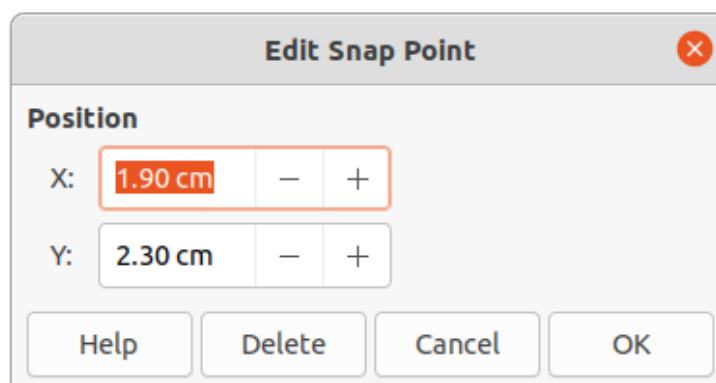 Edit Snap Point
Position
X: 1.90 cm − +
Y: 2.30 cm − +
Help Delete Cancel OK